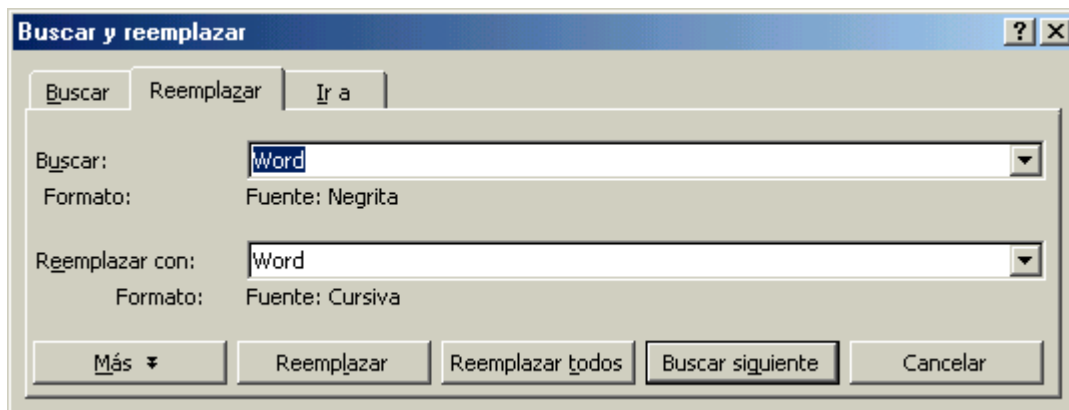 Buscar y reemplazar
Buscar Reemplazar Ir a
Buscar: Word
Formato: Fuente: Negrita
Reemplazar con: Word
Formato: Fuente: Cursiva
Más Reemplazar Reemplazar todos Buscar siguiente Cancelar